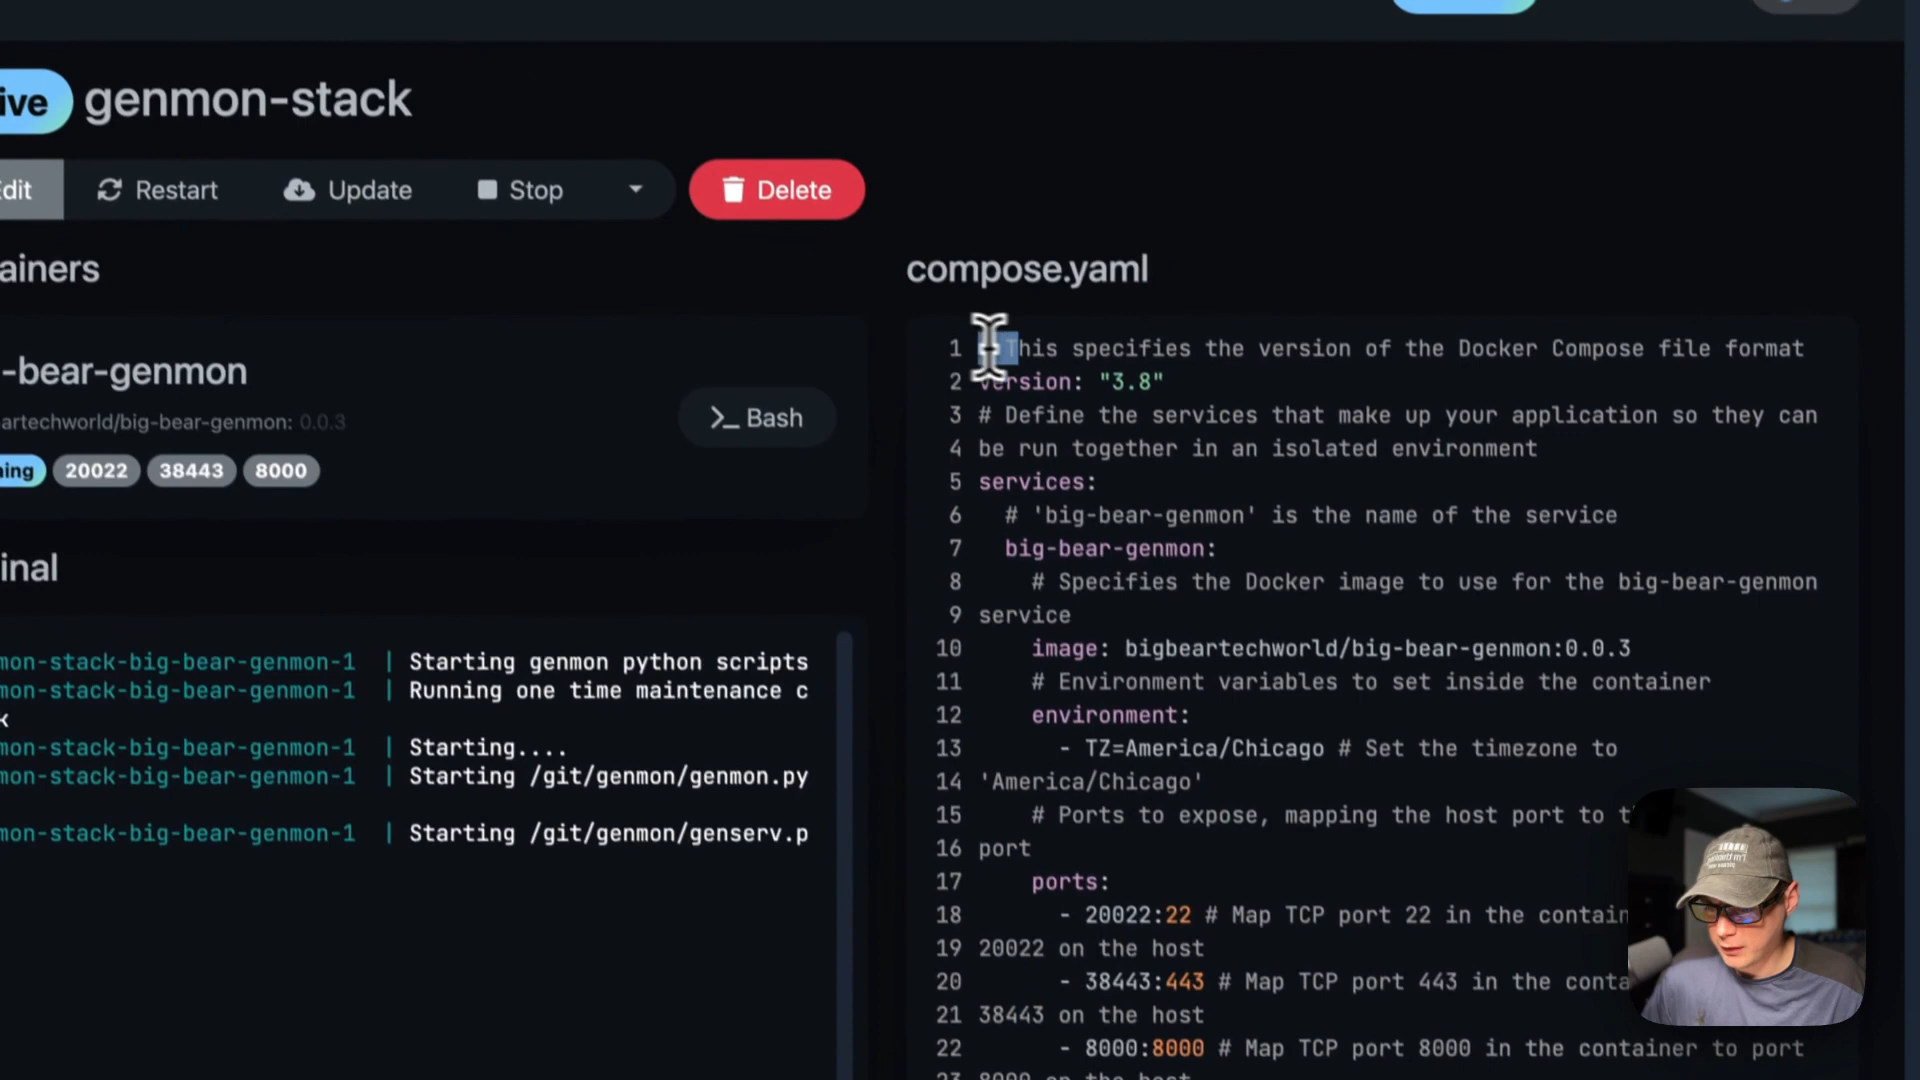 ive genmon-stack
Edit Restart Update Stop Delete
ainers
-bear-genmon
artechworld/big-bear-genmon: 0.0.3
Bash
ing 20022 38443 8000
inal
mon-stack-big-bear-genmon-1 | Starting genmon python scripts
mon-stack-big-bear-genmon-1 | Running one time maintenance c
k
mon-stack-big-bear-genmon-1 | Starting....
mon-stack-big-bear-genmon-1 | Starting /git/genmon/genmon.py
mon-stack-big-bear-genmon-1 | Starting /git/genmon/genserv.p
compose.yaml
1 This specifies the version of the Docker Compose file format
2 version: "3.8"
3 # Define the services that make up your application so they can
4 be run together in an isolated environment
5 services:
6 # 'big-bear-genmon' is the name of the service
7 big-bear-genmon:
8 # Specifies the Docker image to use for the big-bear-genmon
9 service
10 image: bigbeartechworld/big-bear-genmon:0.0.3
11 # Environment variables to set inside the container
12 environment:
13 - TZ=America/Chicago # Set the timezone to
14 'America/Chicago'
15 # Ports to expose, mapping the host port to t
16 port
17 ports:
18 - 20022:22 # Map TCP port 22 in the contain
19 20022 on the host
20 - 38443:443 # Map TCP port 443 in the conta
21 38443 on the host
22 - 8000:8000 # Map TCP port 8000 in the container to port
23 8000 on the host